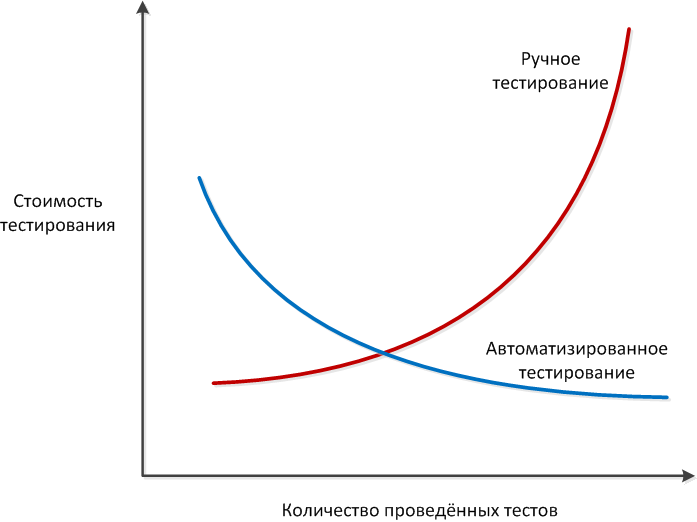 Ручное
тестирование
Стоимость
тестирования
Автоматизированное
тестирование
Количество проведённых тестов